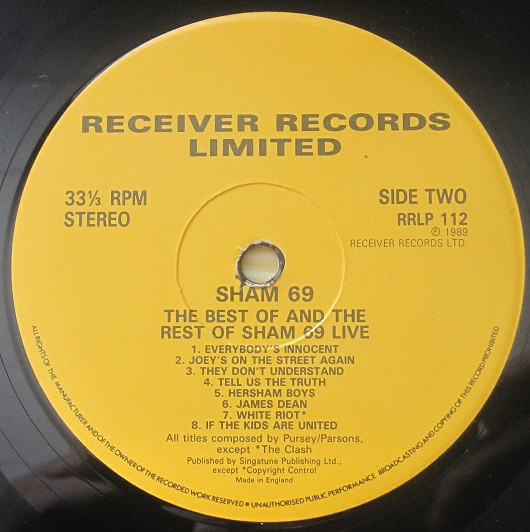 RECEIVER RECORDS
LIMITED
33⅓ RPM
STEREO
SIDE TWO
RRLP 112
℗ 1989
RECEIVER RECORDS LTD.
SHAM 69
THE BEST OF AND THE
REST OF SHAM 69 LIVE
1. EVERYBODY'S INNOCENT
2. JOEY'S ON THE STREET AGAIN
3. THEY DON'T UNDERSTAND
4. TELL US THE TRUTH
5. HERSHAM BOYS
6. JAMES DEAN
7. WHITE RIOT*
8. IF THE KIDS ARE UNITED
All titles composed by Pursey/Parsons,
except *The Clash
Published by Singatune Publishing Ltd.,
except *Copyright Control
Made in England
ALL RIGHTS OF THE MANUFACTURER AND OF THE OWNER OF THE RECORDED WORK RESERVED ● UNAUTHORISED PUBLIC PERFORMANCE, BROADCASTING AND COPYING OF THIS RECORD PROHIBITED